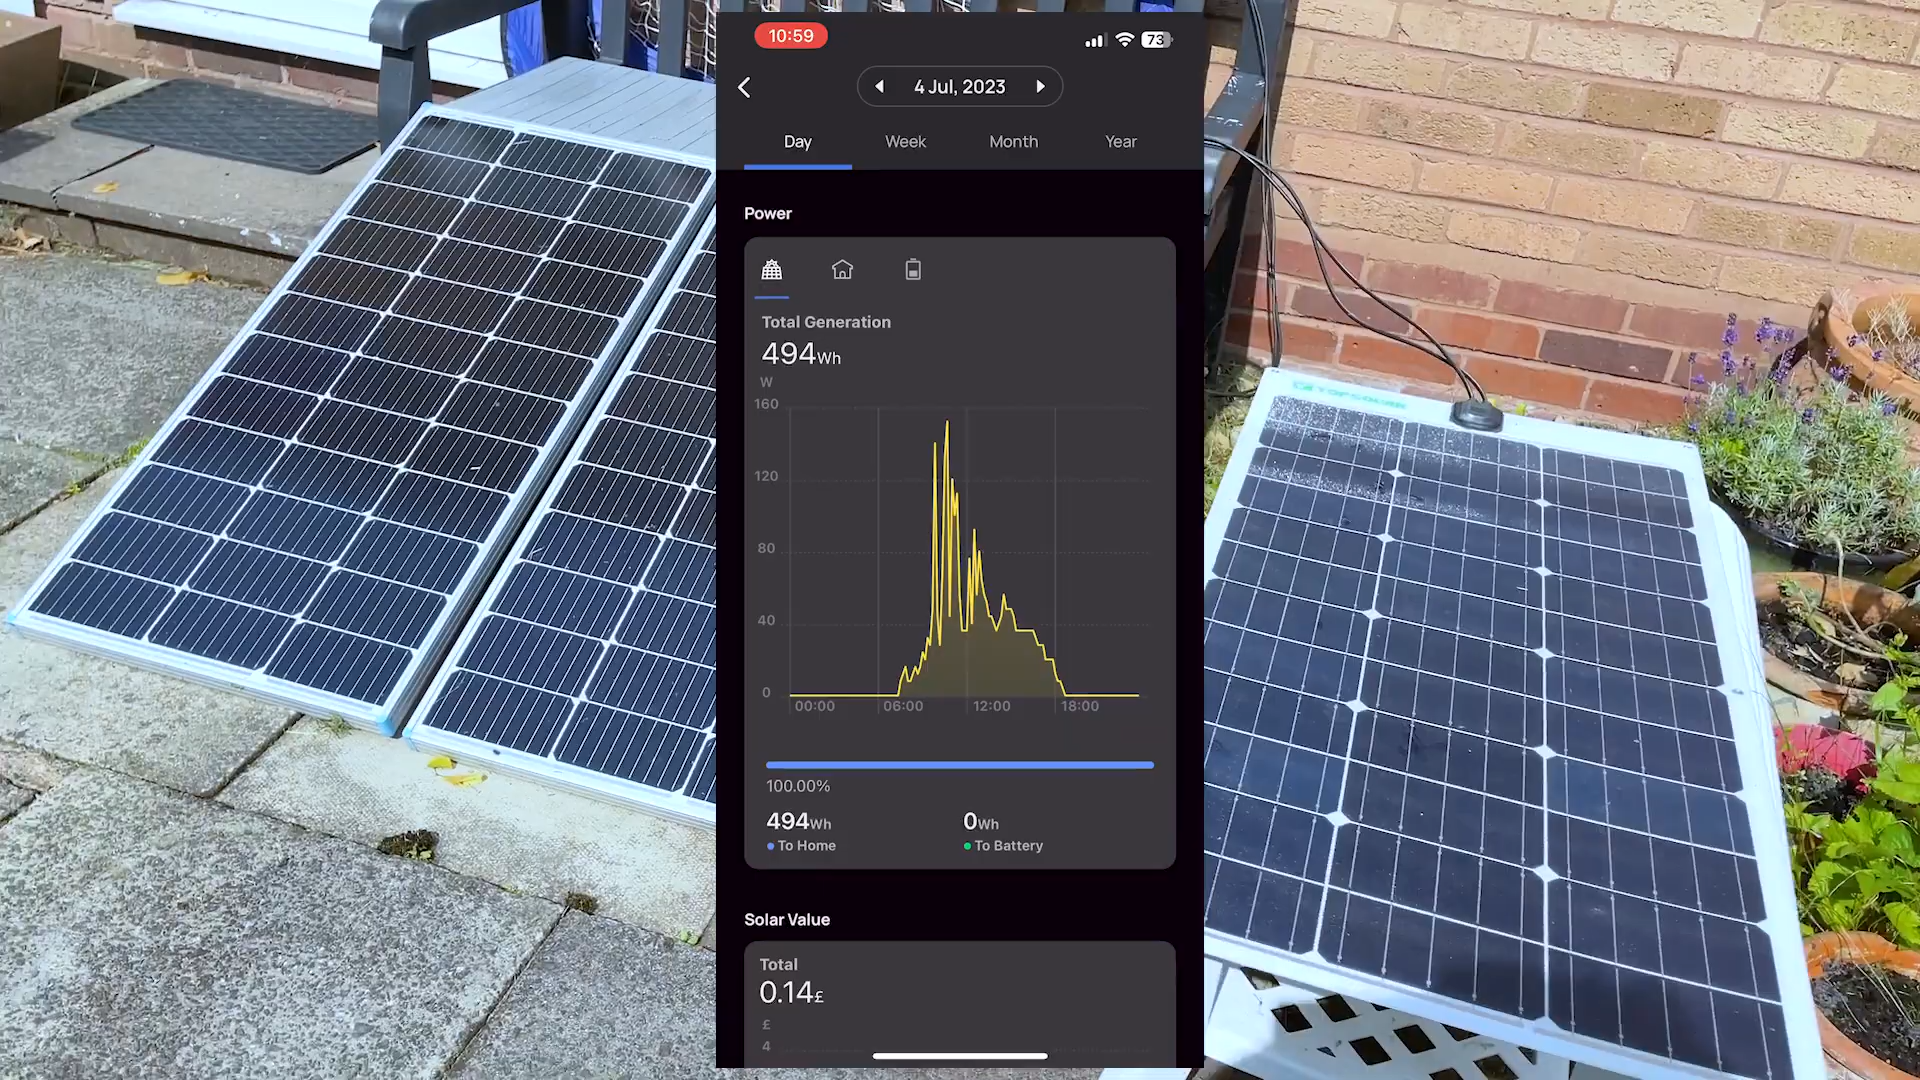 10:59
73
4 Jul, 2023
Day Week Month Year
Power
Total Generation
494Wh
W
160
120
80
40
0
00:00 06:00 12:00 18:00
100.00%
494Wh 0Wh
To Home To Battery
Solar Value
Total
0.14£
£
4
TOPSOLAR